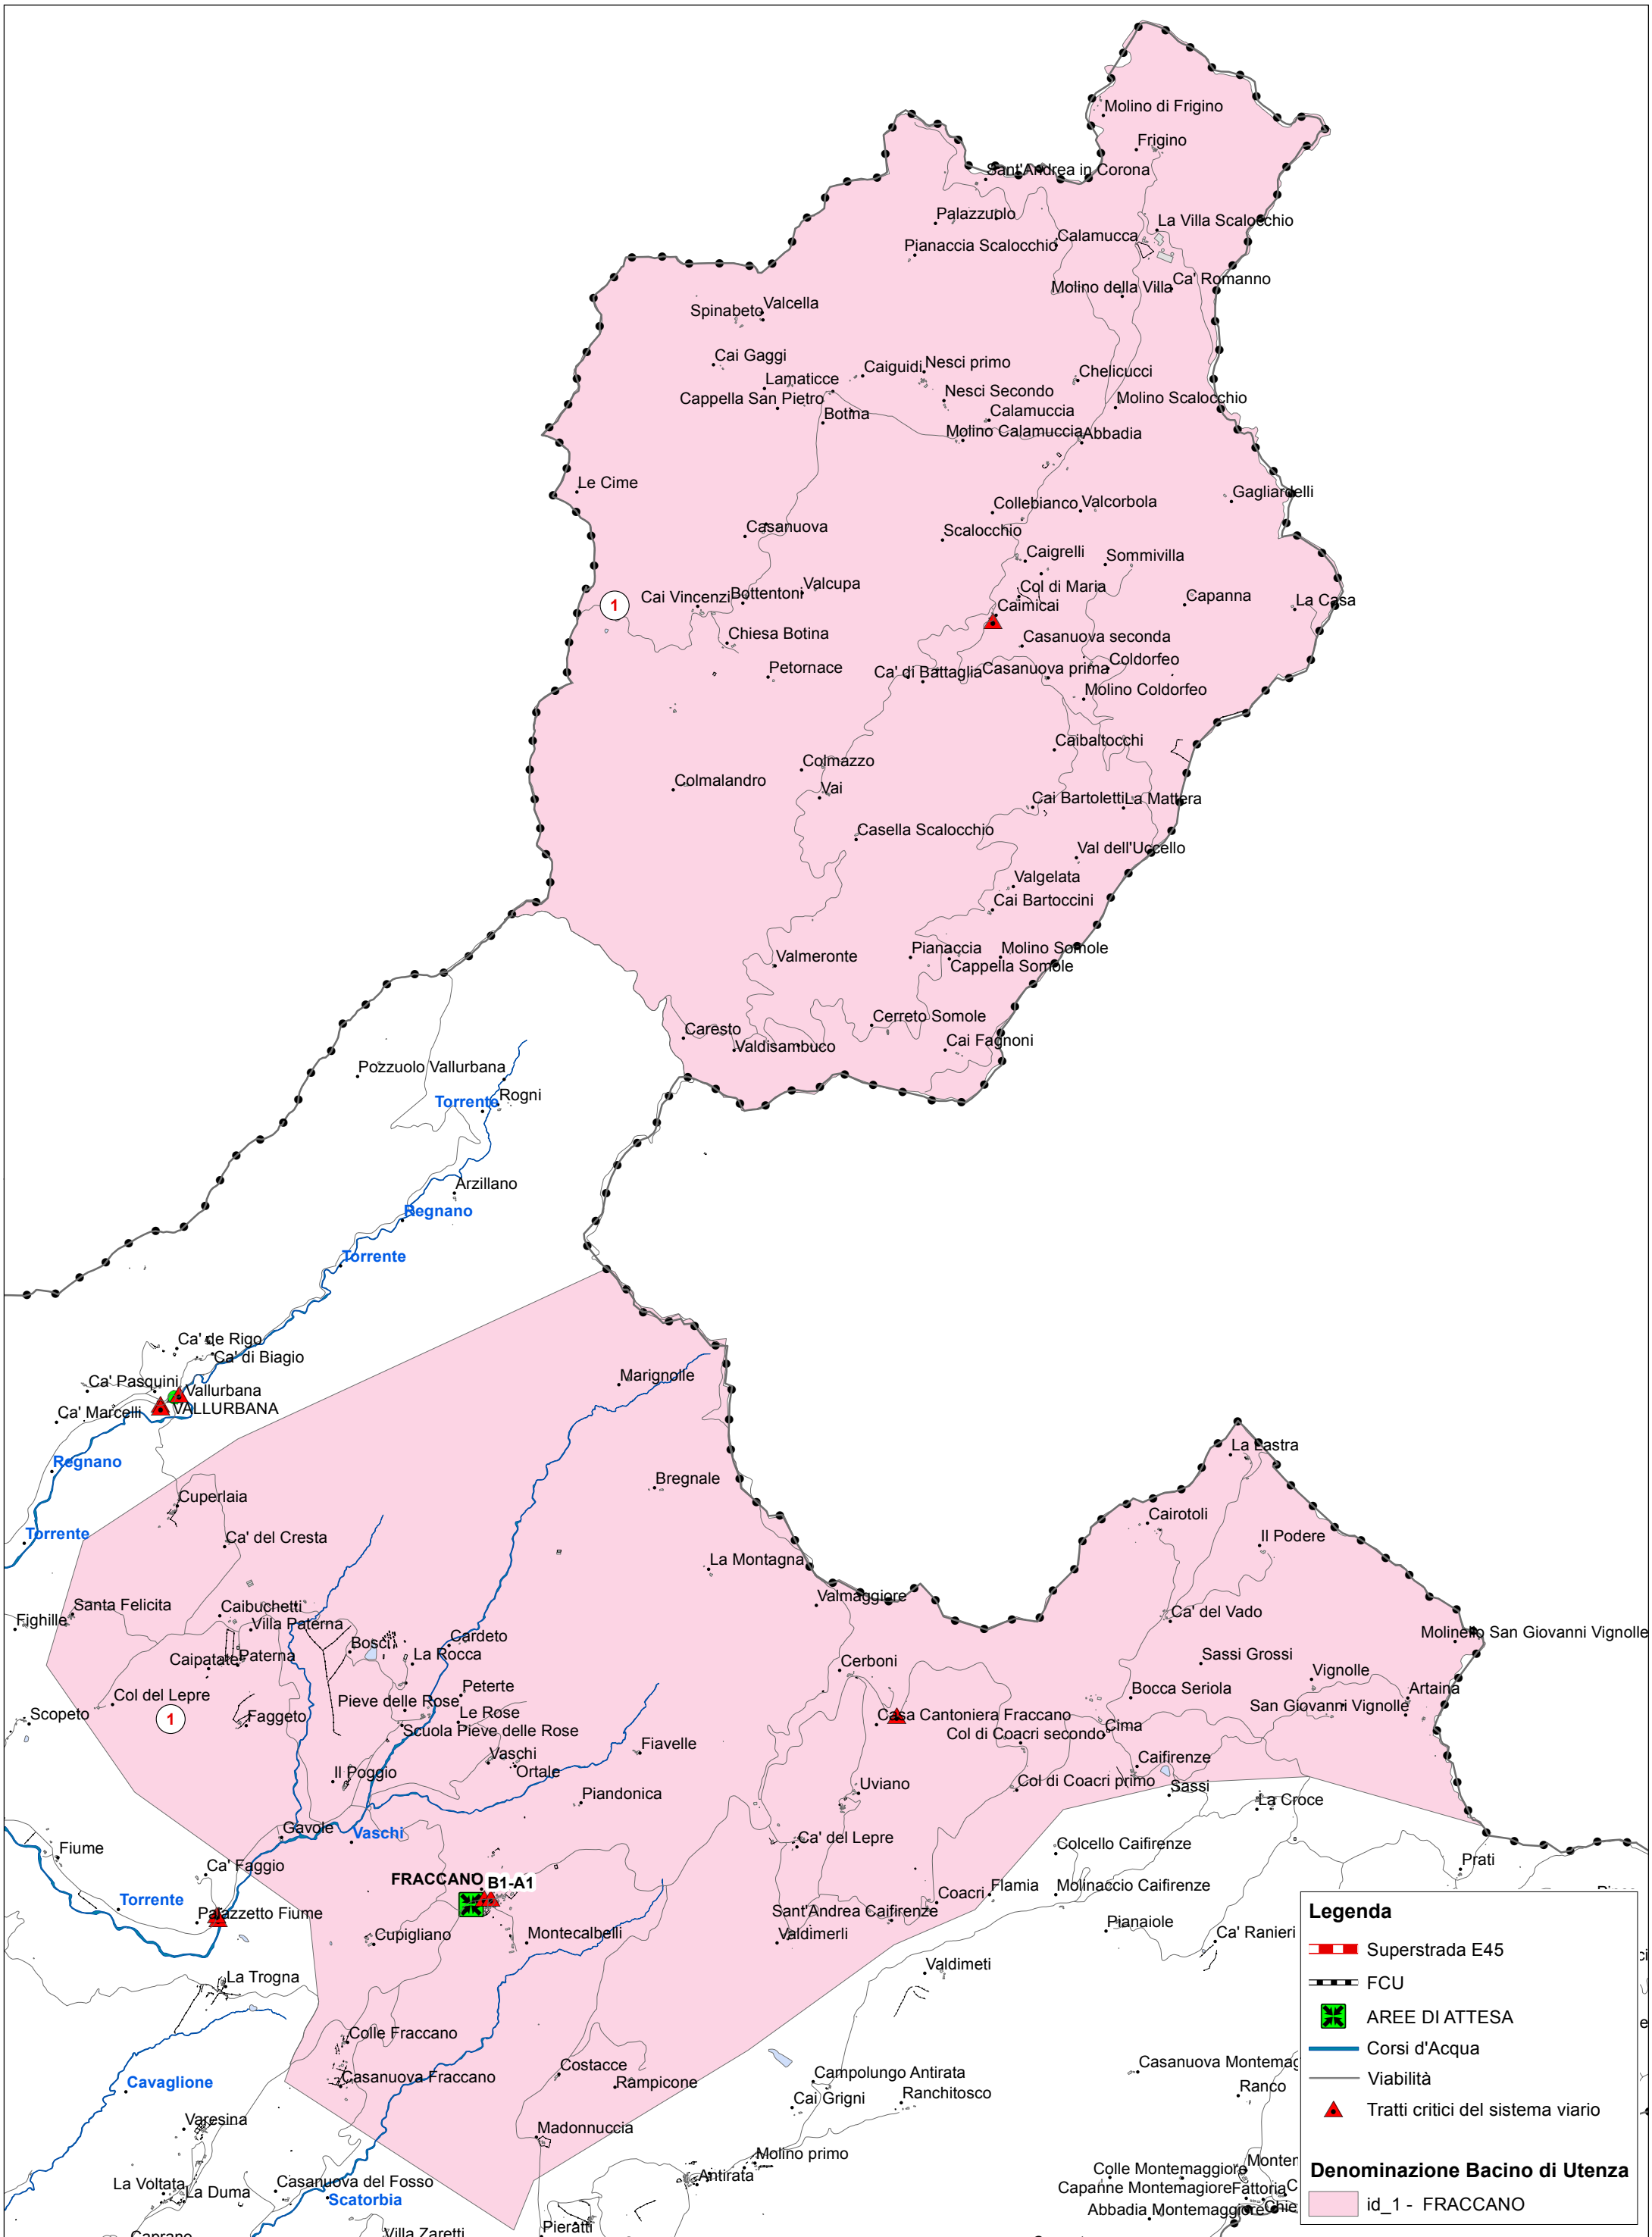 Molino di Frigino
Frigino
Sant'Andrea in Corona
Palazzuolo
La Villa Scalocchio
Calamucca
Pianaccia Scalocchio
Ca' Romanno
Molino della Villa
Valcella
Spinabeto
Cai Gaggi
Caiguidi
Nesci primo
Chelicucci
Lamaticce
Nesci Secondo
Cappella San Pietro
Molino Scalocchio
Botina
Calamuccia
Molino Calamuccia
Abbadia
Le Cime
Gagliardelli
Collebianco
Valcorbola
Casanuova
Scalocchio
Caigrelli
Sommivilla
Valcupa
Col di Maria
Cai Vincenzi
Bottentoni
Capanna
La Casa
1
Caimicai
Chiesa Botina
Casanuova seconda
Petornace
Ca' di Battaglia
Casanuova prima
Coldorfeo
Molino Coldorfeo
Caibaltocchi
Colmazzo
Colmalandro
Vai
Cai Bartoletti
La Mattera
Casella Scalocchio
Val dell'Uccello
Valgelata
Cai Bartoccini
Valmeronte
Pianaccia
Molino Somole
Cappella Somole
Cerreto Somole
Caresto
Valdisambuco
Cai Fagnoni
Pozzuolo Vallurbana
Torrente
Rogni
Arzillano
Regnano
Torrente
Ca' de Rigo
Ca' di Biagio
Ca' Pasquini
Vallurbana
Marignolle
Ca' Marcelli
VALLURBANA
Regnano
La Lastra
Bregnale
Cuperlaia
Cairotoli
Torrente
Ca' del Cresta
Il Podere
La Montagna
Valmaggiore
Santa Felicita
Caibuchetti
Ca' del Vado
Fighille
Villa Paterna
Molinello San Giovanni Vignolle
Bosci
Cardeto
La Rocca
Caipatate
Paterna
Sassi Grossi
Cerboni
Vignolle
Peterte
Bocca Seriola
Artaina
Col del Lepre
Pieve delle Rose
San Giovanni Vignolle
1
Scopeto
Faggeto
Le Rose
Casa Cantoniera Fraccano
Scuola Pieve delle Rose
Col di Coacri secondo
Cima
Fiavelle
Vaschi
Caifirenze
Il Poggio
Ortale
Piandonica
Uviano
Col di Coacri primo
Sassi
La Croce
Gavole
Vaschi
Ca' del Lepre
Fiume
Colcello Caifirenze
Ca' Faggio
Prati
FRACCANO
B1-A1
Torrente
Coacri
Flamia
Molinaccio Caifirenze
Palazzetto Fiume
Sant'Andrea Caifirenze
Pianaiole
Cupigliano
Montecalbelli
Valdimerli
Ca' Ranieri
Valdimeti
La Trogna
Colle Fraccano
Costacce
Casanuova Fraccano
Rampicone
Campolungo Antirata
Casanuova Montemag
Cavaglione
Cai Grigni
Ranchitosco
Ranco
Varesina
Madonnuccia
Molino primo
La Voltata
Casanuova del Fosso
Antirata
Colle Montemaggiore
Monter
La Duma
Scatorbia
Capanne Montemagiore
Fattoria
Abbadia Montemaggiore
Chie
Caprano
Villa Zaretti
Pieratti
Legenda
Superstrada E45
FCU
AREE DI ATTESA
Corsi d'Acqua
Viabilità
Tratti critici del sistema viario
Denominazione Bacino di Utenza
id_1 - FRACCANO